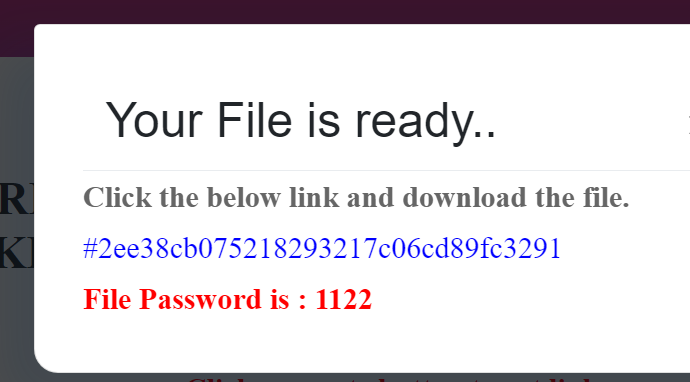 Your File is ready..
Click the below link and download the file.
#2ee38cb075218293217c06cd89fc3291
File Password is : 1122